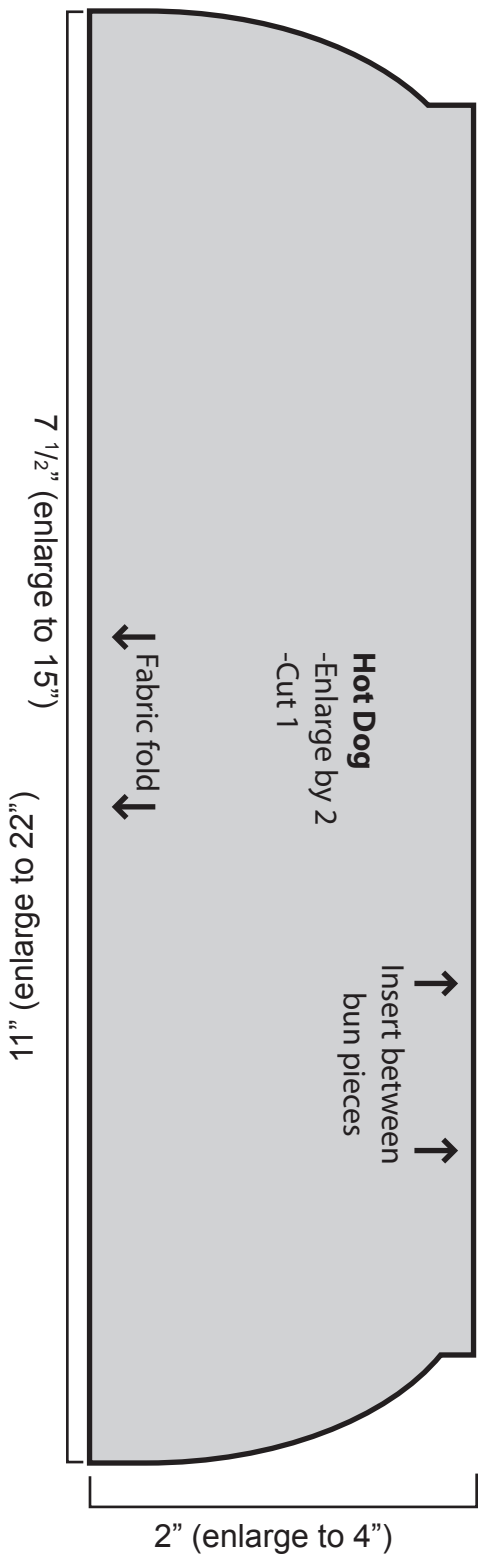 Hot Dog
-Enlarge by 2
-Cut 1
Insert between
bun pieces
Fabric fold
7 1/2” (enlarge to 15”)
11” (enlarge to 22”)
2” (enlarge to 4”)